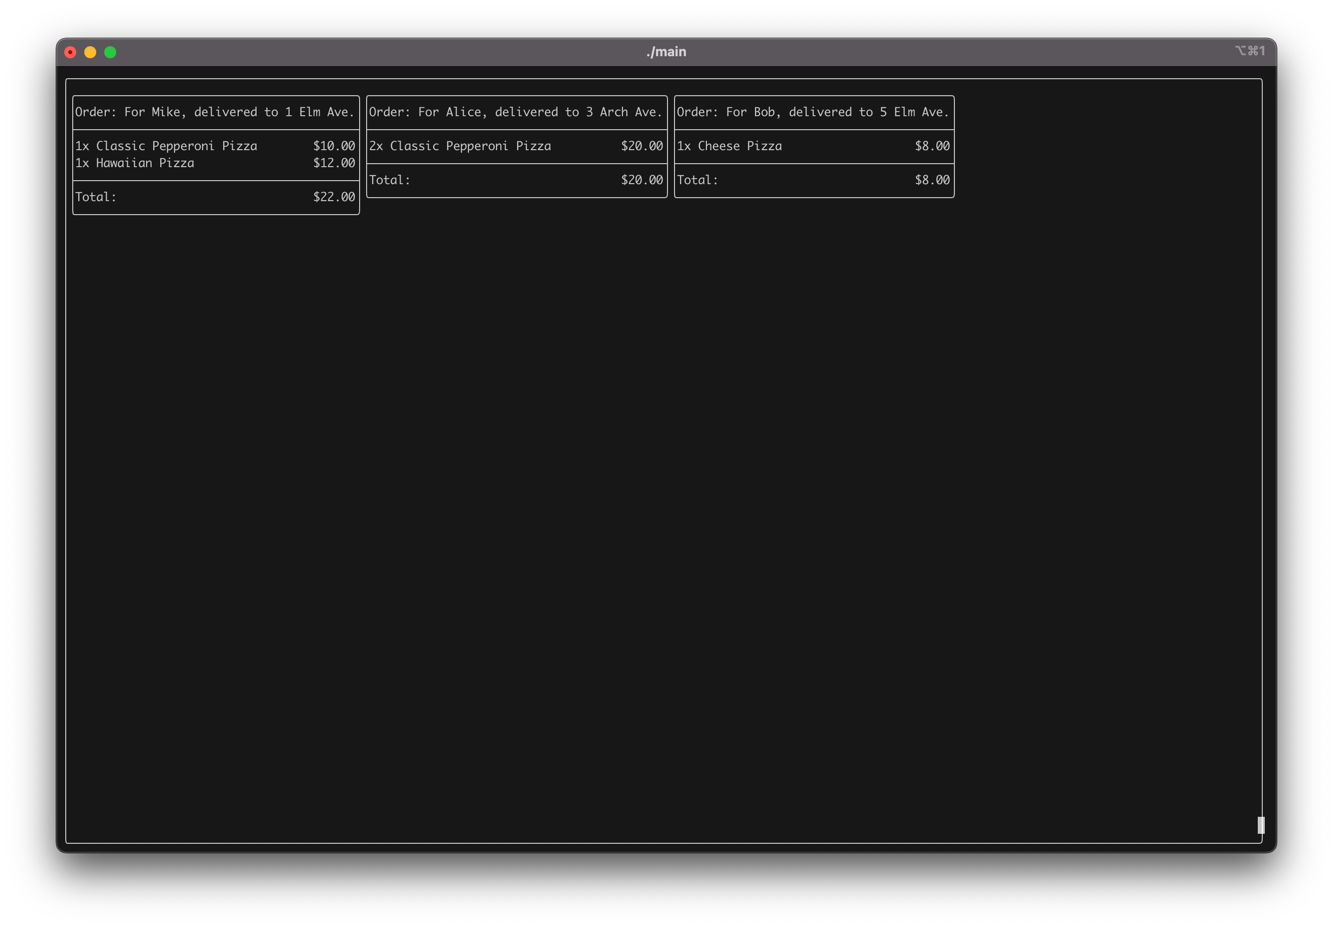 ./main
⌥⌘1
Order: For Mike, delivered to 1 Elm Ave.
1x Classic Pepperoni Pizza $10.00
1x Hawaiian Pizza $12.00
Total: $22.00
Order: For Alice, delivered to 3 Arch Ave.
2x Classic Pepperoni Pizza $20.00
Total: $20.00
Order: For Bob, delivered to 5 Elm Ave.
1x Cheese Pizza $8.00
Total: $8.00